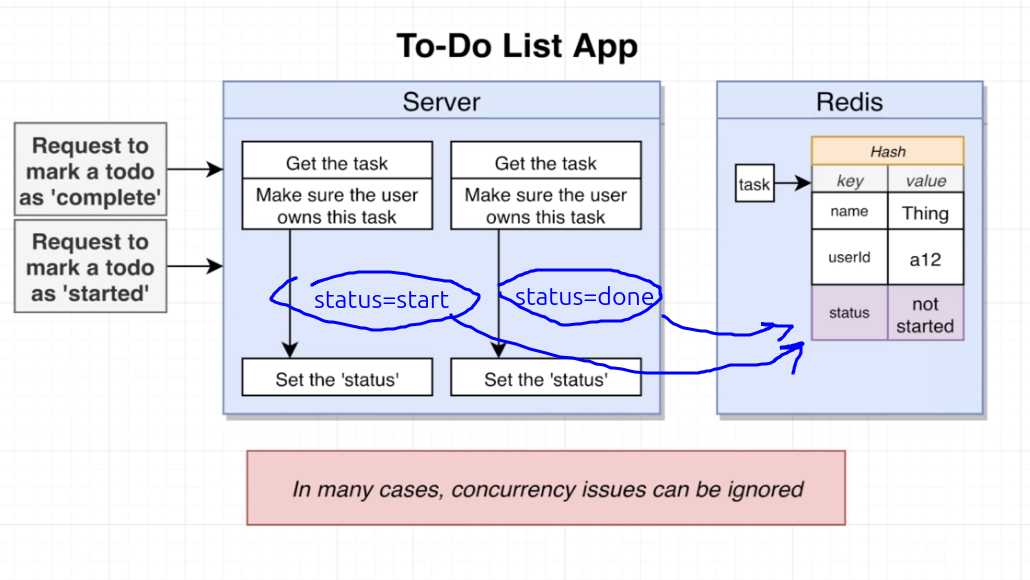 To-Do List App
Server
Redis
Request to
mark a todo
as 'complete'
Request to
mark a todo
as 'started'
Get the task
Make sure the user
owns this task
Get the task
Make sure the user
owns this task
status=start
status=done
Set the 'status'
Set the 'status'
task
Hash
key value
name Thing
userId a12
status not
started
In many cases, concurrency issues can be ignored